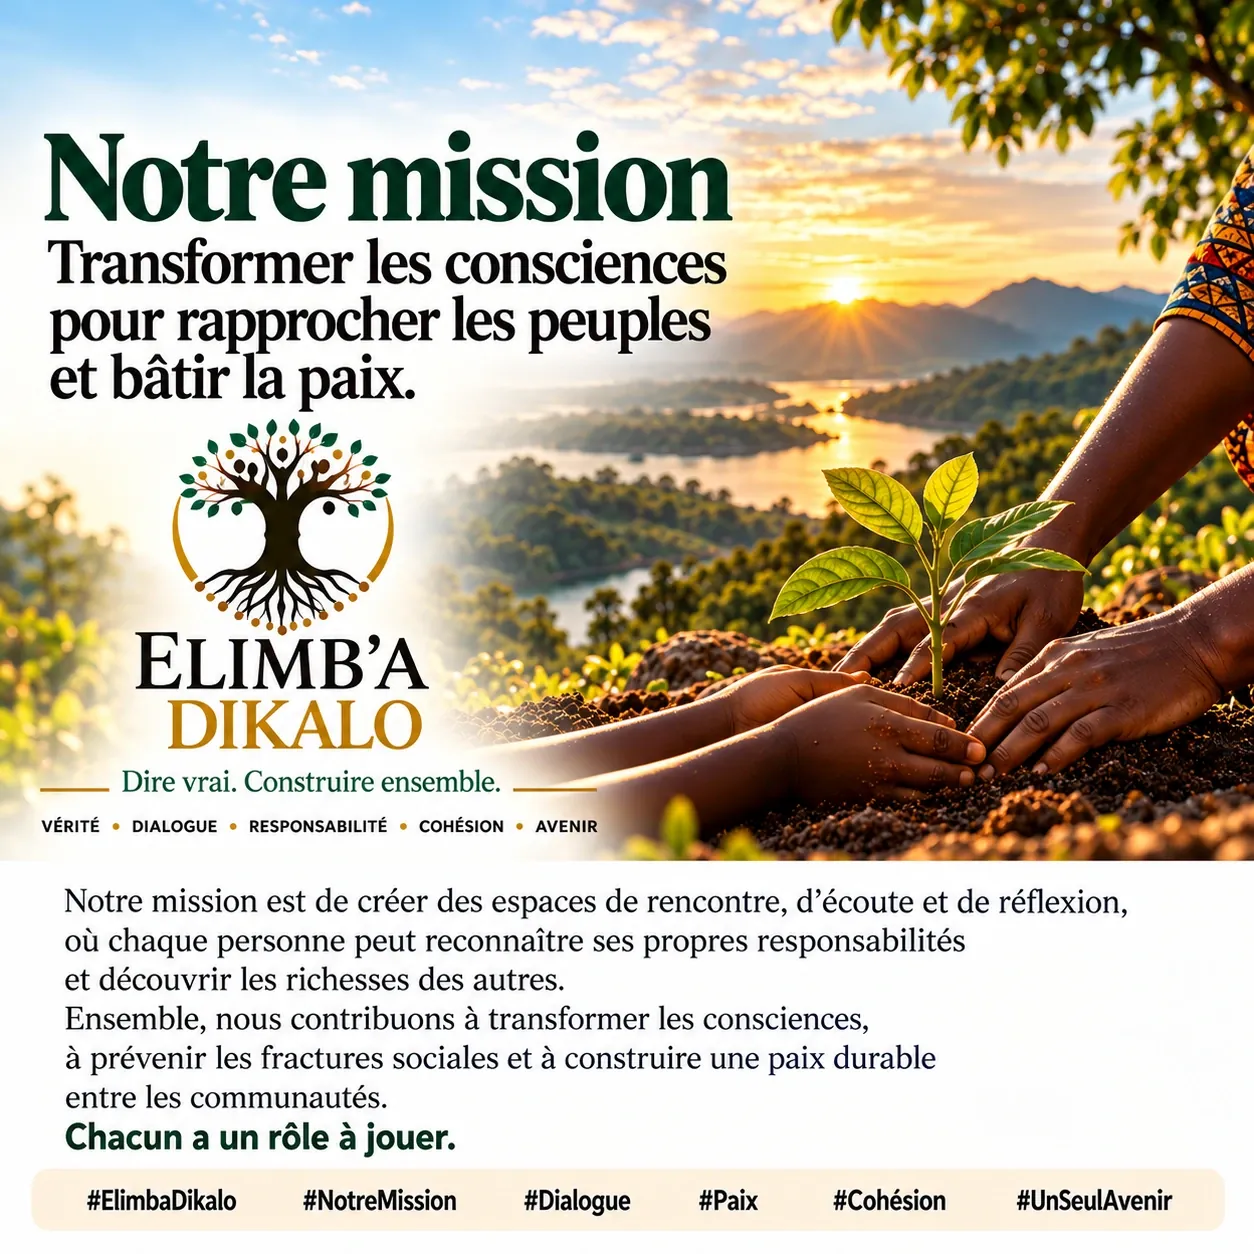 Notre mission
Transformer les consciences
pour rapprocher les peuples
et bâtir la paix.
ELIMB'A
DIKALO
Dire vrai. Construire ensemble.
VÉRITÉ • DIALOGUE • RESPONSABILITÉ • COHÉSION • AVENIR
Notre mission est de créer des espaces de rencontre, d'écoute et de réflexion,
où chaque personne peut reconnaître ses propres responsabilités
et découvrir les richesses des autres.
Ensemble, nous contribuons à transformer les consciences,
à prévenir les fractures sociales et à construire une paix durable
entre les communautés.
Chacun a un rôle à jouer.
#ElimbaDikalo #NotreMission #Dialogue #Paix #Cohésion #UnSeulAvenir